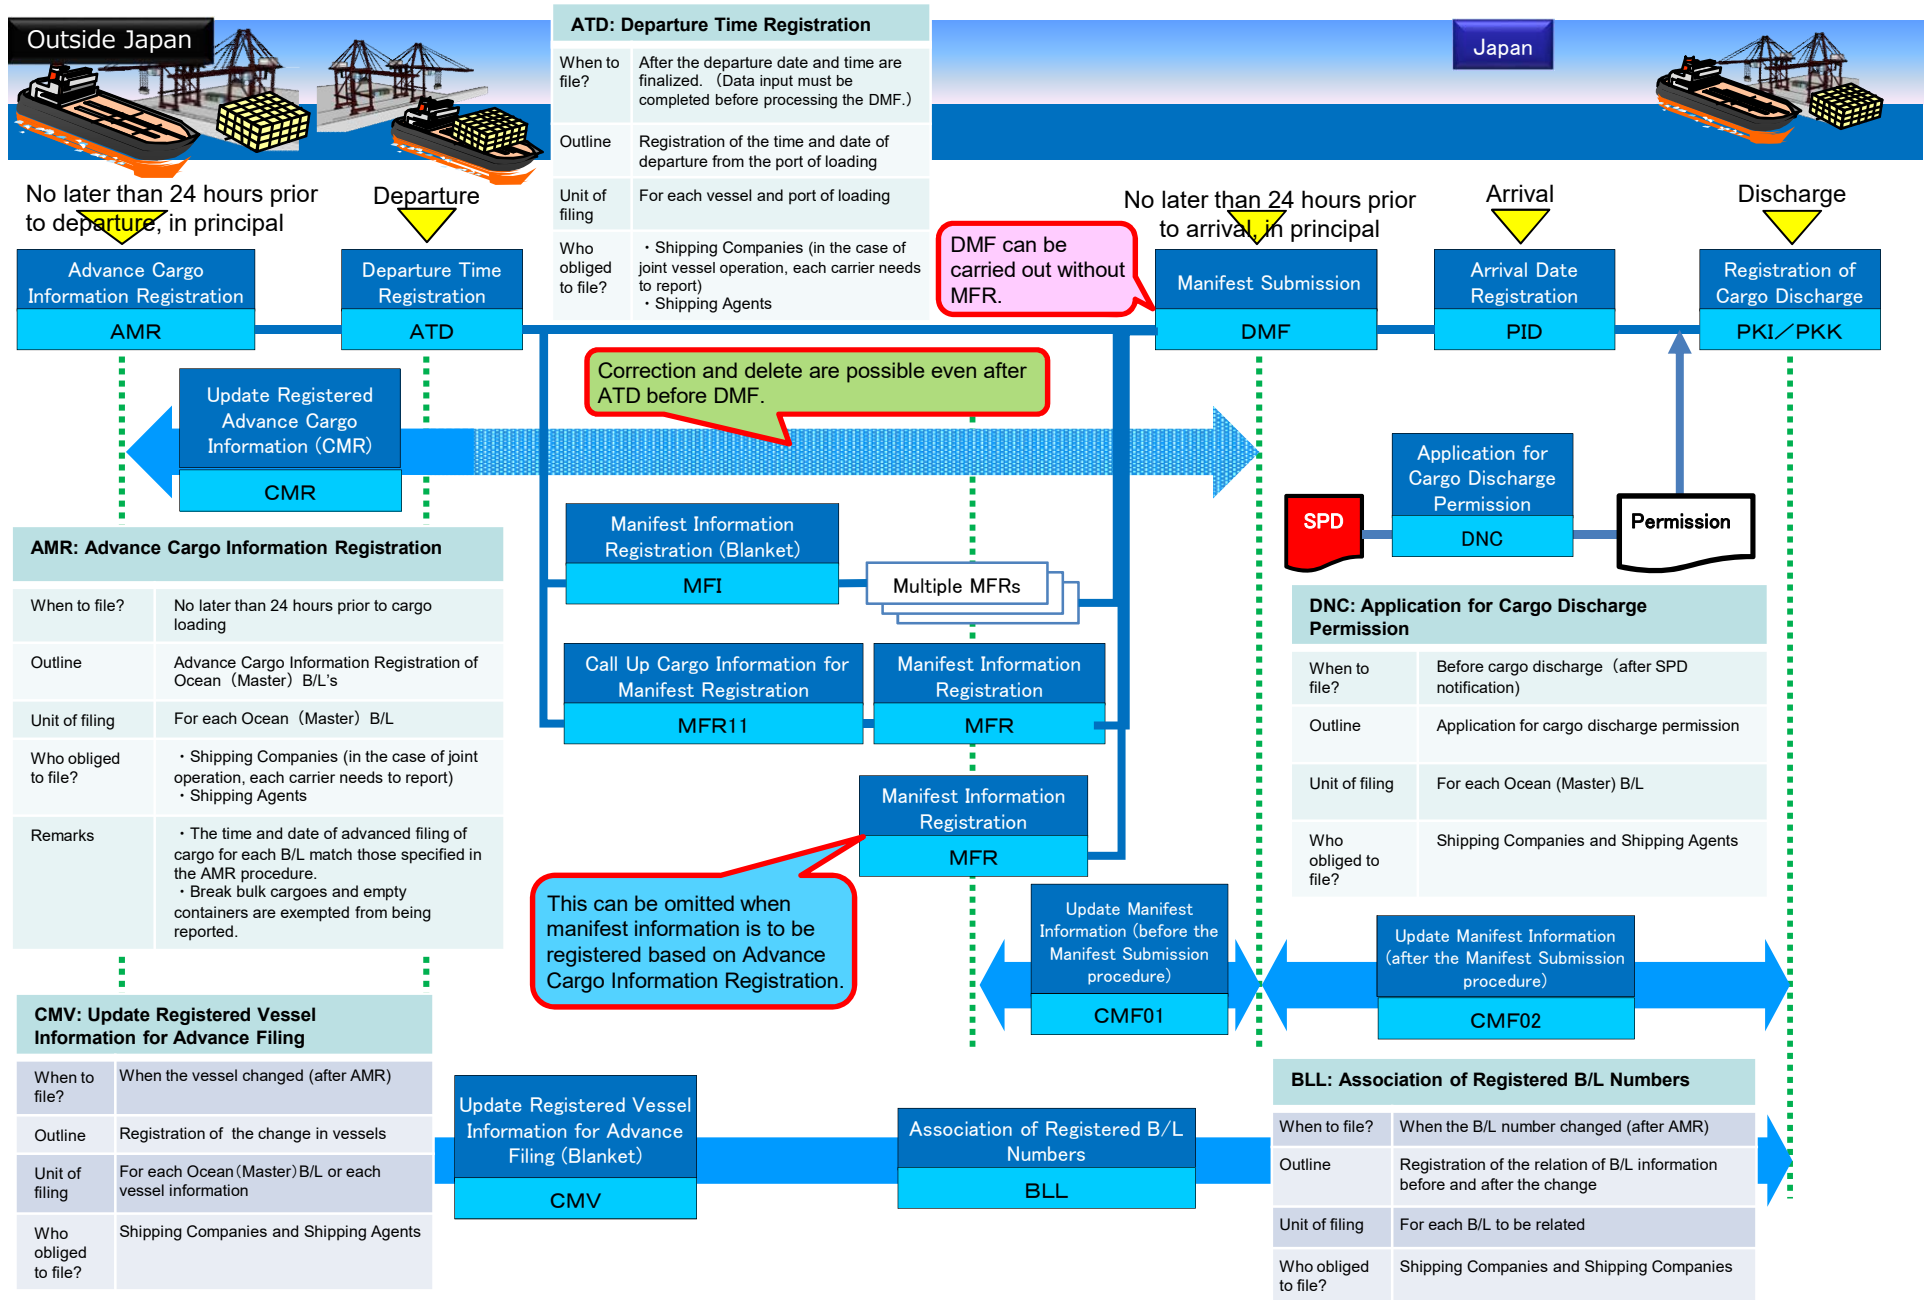 Outside Japan
Japan
ATD: Departure Time Registration
When to
file?
After the departure date and time are
finalized. （Data input must be
completed before processing the DMF.）
Outline
Registration of the time and date of
departure from the port of loading
Unit of
filing
For each vessel and port of loading
Who
obliged
to file?
・Shipping Companies (in the case of
joint vessel operation, each carrier needs
to report)
・Shipping Agents
No later than 24 hours prior
to departure, in principal
Departure
No later than 24 hours prior
to arrival, in principal
Arrival
Discharge
Advance Cargo
Information Registration
AMR
Departure Time
Registration
ATD
DMF can be
carried out without
MFR.
Manifest Submission
DMF
Arrival Date
Registration
PID
Registration of
Cargo Discharge
PKI／PKK
Correction and delete are possible even after
ATD before DMF.
Update Registered
Advance Cargo
Information (CMR)
CMR
Application for
Cargo Discharge
Permission
DNC
SPD
Permission
Manifest Information
Registration (Blanket)
MFI
Multiple MFRs
Call Up Cargo Information for
Manifest Registration
MFR11
Manifest Information
Registration
MFR
Manifest Information
Registration
MFR
This can be omitted when
manifest information is to be
registered based on Advance
Cargo Information Registration.
AMR: Advance Cargo Information Registration
When to file?
No later than 24 hours prior to cargo
loading
Outline
Advance Cargo Information Registration of
Ocean（Master）B/L's
Unit of filing
For each Ocean（Master）B/L
Who obliged
to file?
・Shipping Companies (in the case of joint
operation, each carrier needs to report)
・Shipping Agents
Remarks
・The time and date of advanced filing of
cargo for each B/L match those specified in
the AMR procedure.
・Break bulk cargoes and empty
containers are exempted from being
reported.
DNC: Application for Cargo Discharge
Permission
When to
file?
Before cargo discharge（after SPD
notification)
Outline
Application for cargo discharge permission
Unit of filing
For each Ocean (Master) B/L
Who
obliged to
file?
Shipping Companies and Shipping Agents
Update Manifest
Information (before the
Manifest Submission
procedure)
CMF01
Update Manifest Information
(after the Manifest Submission
procedure)
CMF02
CMV: Update Registered Vessel
Information for Advance Filing
When to
file?
When the vessel changed (after AMR)
Outline
Registration of  the change in vessels
Unit of
filing
For each Ocean(Master)B/L or each
vessel information
Who
obliged
to file?
Shipping Companies and Shipping Agents
Update Registered Vessel
Information for Advance
Filing (Blanket)
CMV
Association of Registered B/L
Numbers
BLL
BLL: Association of Registered B/L Numbers
When to file?
When the B/L number changed (after AMR)
Outline
Registration of the relation of B/L information
before and after the change
Unit of filing
For each B/L to be related
Who obliged
to file?
Shipping Companies and Shipping Companies